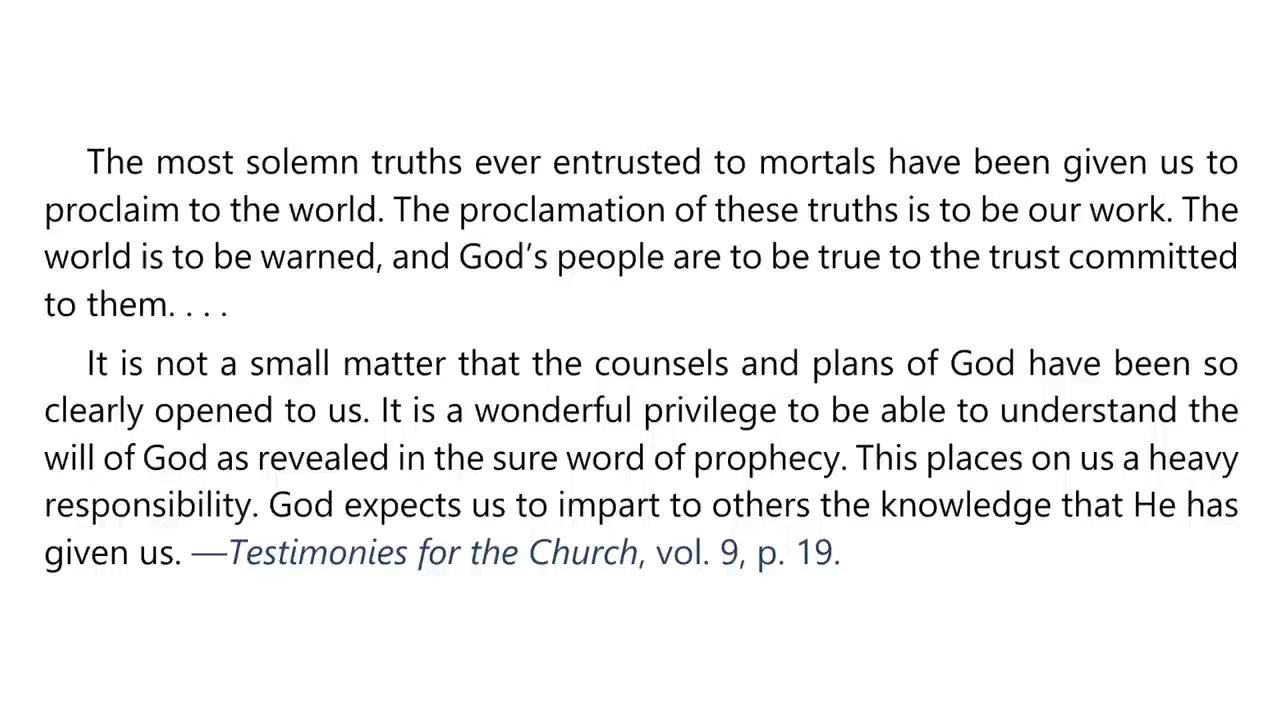 The most solemn truths ever entrusted to mortals have been given us to
proclaim to the world. The proclamation of these truths is to be our work. The
world is to be warned, and God’s people are to be true to the trust committed
to them. . . .
It is not a small matter that the counsels and plans of God have been so
clearly opened to us. It is a wonderful privilege to be able to understand the
will of God as revealed in the sure word of prophecy. This places on us a heavy
responsibility. God expects us to impart to others the knowledge that He has
given us. —Testimonies for the Church, vol. 9, p. 19.